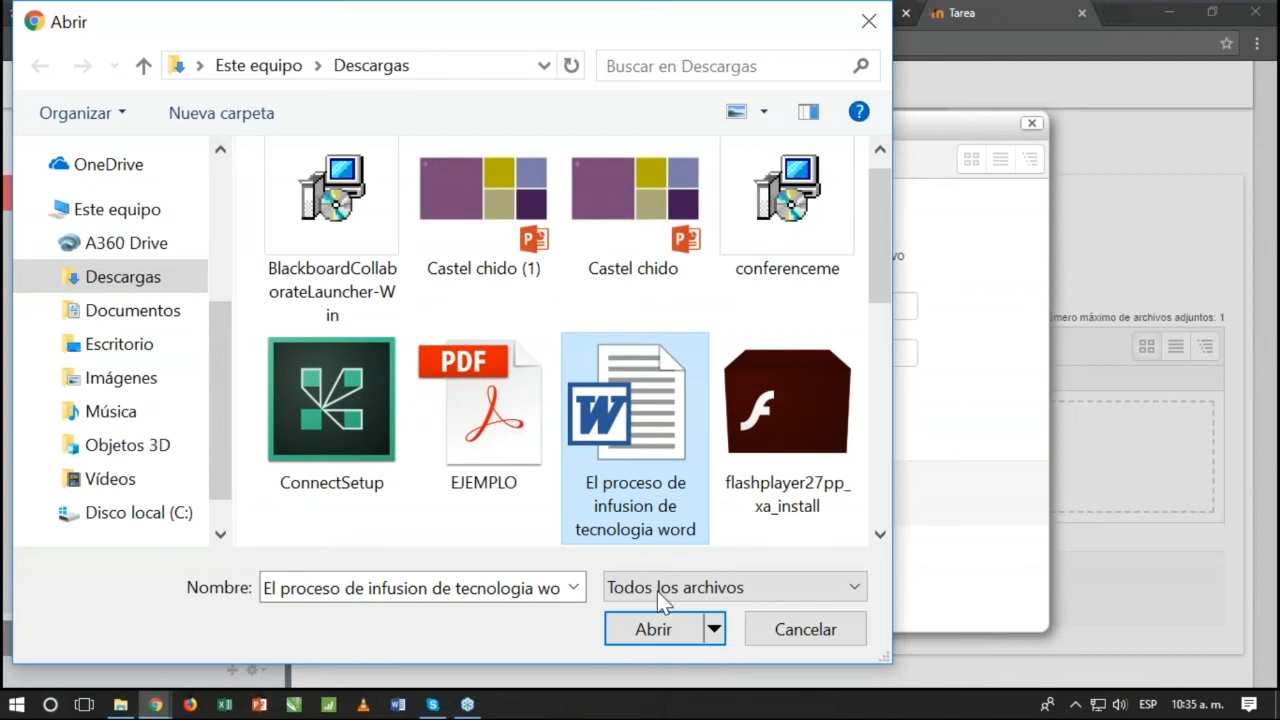 Abrir
Tarea
Este equipo
Descargas
Buscar en Descargas
Organizar
Nueva carpeta
OneDrive
Este equipo
A360 Drive
Descargas
Documentos
Escritorio
Imágenes
Música
Objetos 3D
Vídeos
Disco local (C:)
BlackboardCollab
orateLauncher-W
in
Castel chido (1)
Castel chido
conferenceme
PDF
ConnectSetup
EJEMPLO
El proceso de
infusion de
tecnologia word
flashplayer27pp_
xa_install
vo
úmero máximo de archivos adjuntos: 1
Nombre:
El proceso de infusion de tecnologia wo
Todos los archivos
Abrir
Cancelar
ESP
10:35 a. m.